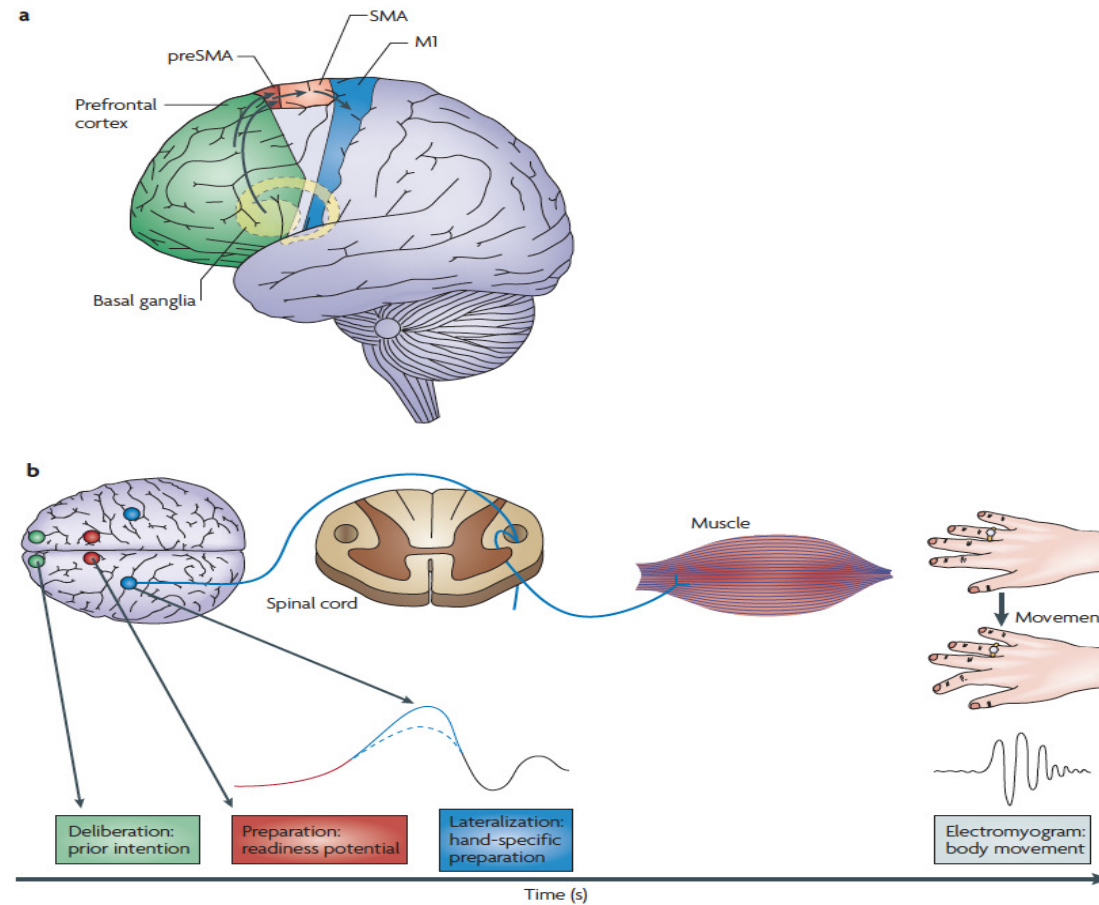 a
SMA
M1
preSMA
Prefrontal
cortex
Basal ganglia
b
Muscle
Spinal cord
Movement
Deliberation:
prior intention
Preparation:
readiness potential
Lateralization:
hand-specific
preparation
Electromyogram:
body movement
Time (s)